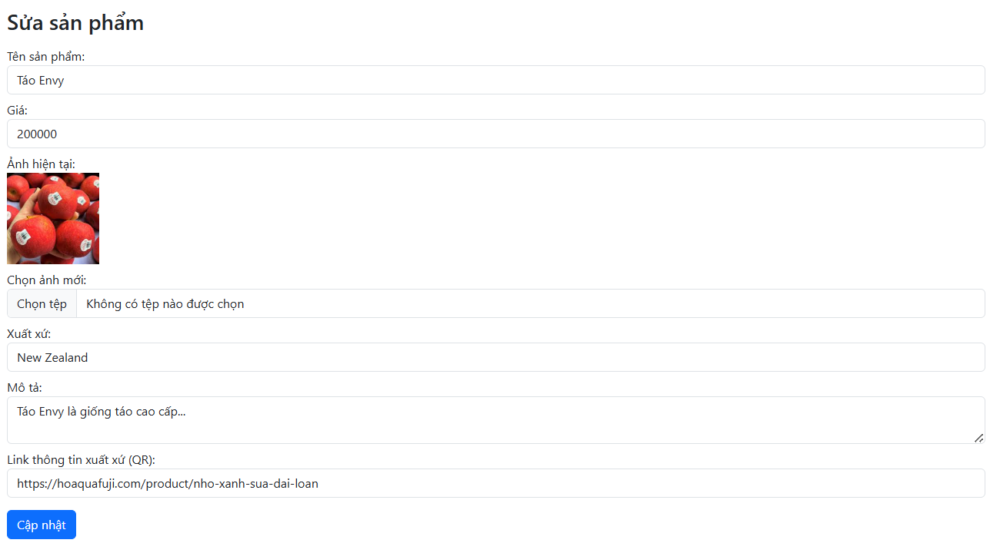 Sửa sản phẩm
Tên sản phẩm:
Táo Envy
Giá:
200000
Ảnh hiện tại:
Chọn ảnh mới:
Chọn tệp Không có tệp nào được chọn
Xuất xứ:
New Zealand
Mô tả:
Táo Envy là giống táo cao cấp...
Link thông tin xuất xứ (QR):
https://hoaquafuji.com/product/nho-xanh-sua-dai-loan
Cập nhật